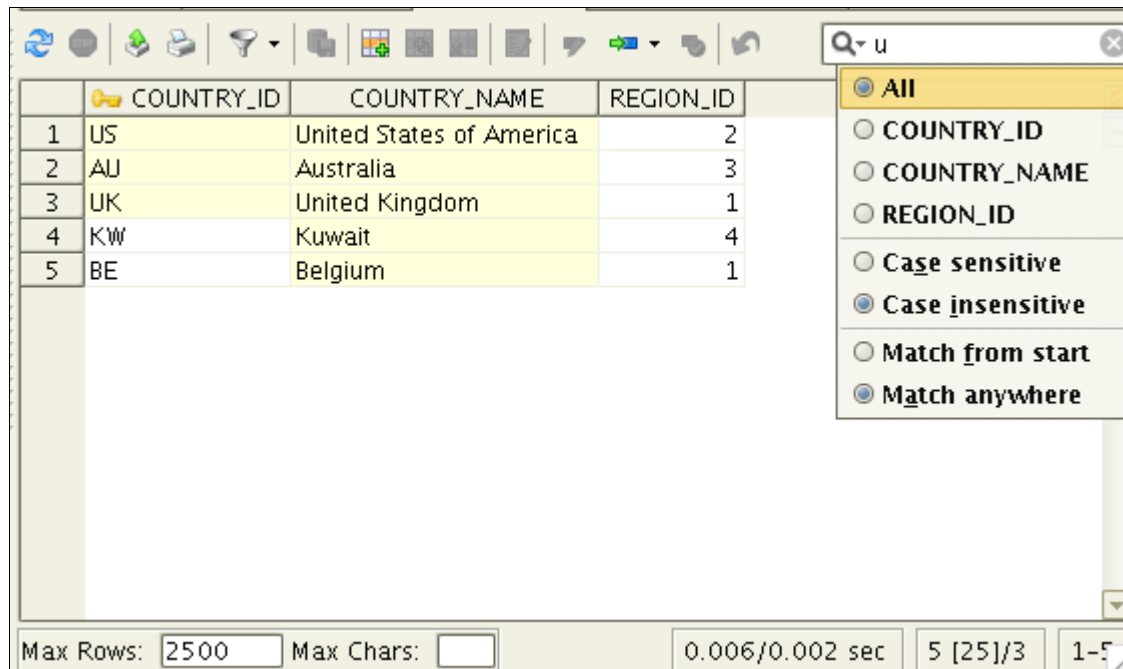 u
COUNTRY_ID COUNTRY_NAME REGION_ID
1 US United States of America 2
2 AU Australia 3
3 UK United Kingdom 1
4 KW Kuwait 4
5 BE Belgium 1
All
COUNTRY_ID
COUNTRY_NAME
REGION_ID
Case sensitive
Case insensitive
Match from start
Match anywhere
Max Rows: 2500 Max Chars: 0.006/0.002 sec 5 [25]/3 1-5